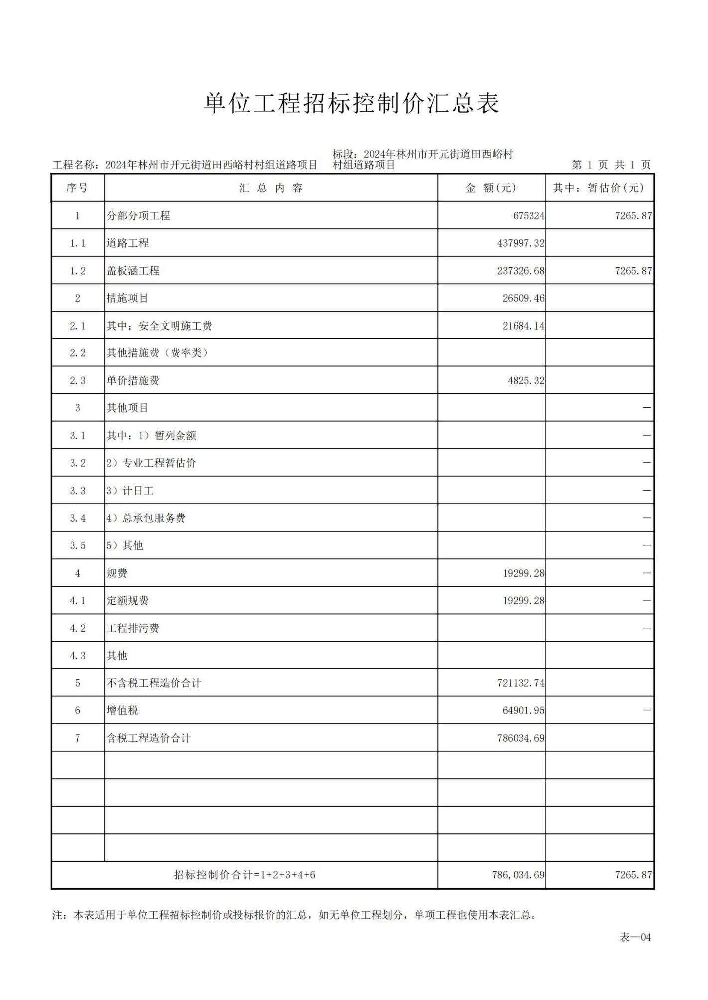 单位工程招标控制价汇总表
标段：2024年林州市开元街道田西峪村
工程名称：2024年林州市开元街道田西峪村村组道路项目 村组道路项目 第 1 页 共 1 页
序号 汇 总 内 容 金 额(元) 其中：暂估价(元)
1 分部分项工程 675324 7265.87
1.1 道路工程 437997.32
1.2 盖板涵工程 237326.68 7265.87
2 措施项目 26509.46
2.1 其中：安全文明施工费 21684.14
2.2 其他措施费（费率类）
2.3 单价措施费 4825.32
3 其他项目 —
3.1 其中：1）暂列金额 —
3.2 2）专业工程暂估价 —
3.3 3）计日工 —
3.4 4）总承包服务费 —
3.5 5）其他 —
4 规费 19299.28 —
4.1 定额规费 19299.28 —
4.2 工程排污费 —
4.3 其他
5 不含税工程造价合计 721132.74
6 增值税 64901.95 —
7 含税工程造价合计 786034.69
招标控制价合计=1+2+3+4+6 786,034.69 7265.87
注：本表适用于单位工程招标控制价或投标报价的汇总，如无单位工程划分，单项工程也使用本表汇总。
表—04